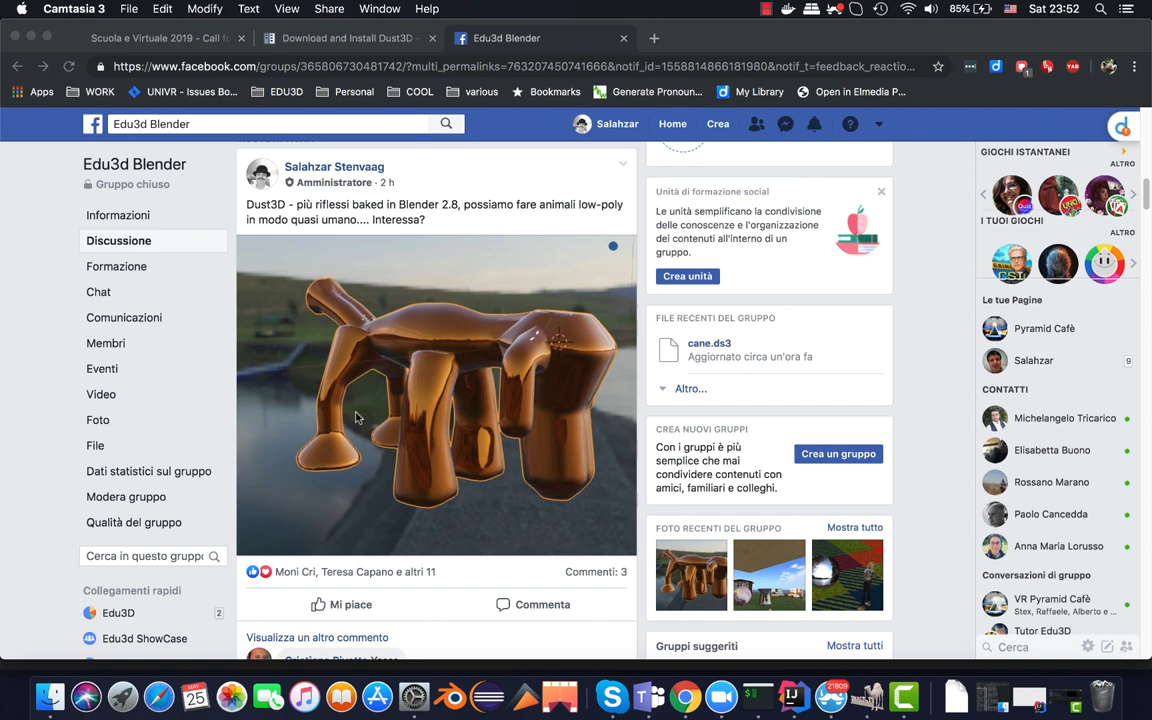 Camtasia 3 File Edit Modify Text View Share Window Help 85% Sat 23:52
Scuola e Virtuale 2019 - Call
Download and Install Dust3D
Edu3d Blender
https://www.facebook.com/groups/365806730481742/?multi_permalinks=763207450741666&notif_id=1558814866181980&notif_t=feedback_reactio...
Apps WORK UNIVR - Issues Bo... EDU3D Personal COOL various Bookmarks Generate Pronoun... My Library Open in Elmedia P...
Edu3d Blender
Salahzar Home Crea
Edu3d Blender
Gruppo chiuso
Informazioni
Discussione
Formazione
Chat
Comunicazioni
Membri
Eventi
Video
Foto
File
Dati statistici sul gruppo
Modera gruppo
Qualità del gruppo
Cerca in questo gruppo
Collegamenti rapidi
Edu3D 2
Edu3d ShowCase
Salahzar Stenvaag
Amministratore · 2 h
Dust3D - più riflessi baked in Blender 2.8, possiamo fare animali low-poly
in modo quasi umano.... Interessa?
Moni Cri, Teresa Capano e altri 11 Commenti: 3
Mi piace Commenta
Visualizza un altro commento
Unità di formazione social
Le unità semplificano la condivisione
delle conoscenze e l'organizzazione
dei contenuti all'interno di un
gruppo.
Crea unità
FILE RECENTI DEL GRUPPO
cane.ds3
Aggiornato circa un'ora fa
Altro...
CREA NUOVI GRUPPI
Con i gruppi è più
semplice che mai
condividere contenuti con
amici, familiari e colleghi.
Crea un gruppo
FOTO RECENTI DEL GRUPPO Mostra tutto
Gruppi suggeriti Mostra tutti
GIOCHI ISTANTANEI
ALTRO
I TUOI GIOCHI
ALTRO
Le tue Pagine
Pyramid Cafè
Salahzar 9
CONTATTI
Michelangelo Tricarico
Elisabetta Buono
Rossano Marano
Paolo Cancedda
Anna Maria Lorusso
Conversazioni di gruppo
VR Pyramid Cafè
Stex, Raffaele, Alberto e ...
Tutor Edu3D
Cerca
MAY
25
21809